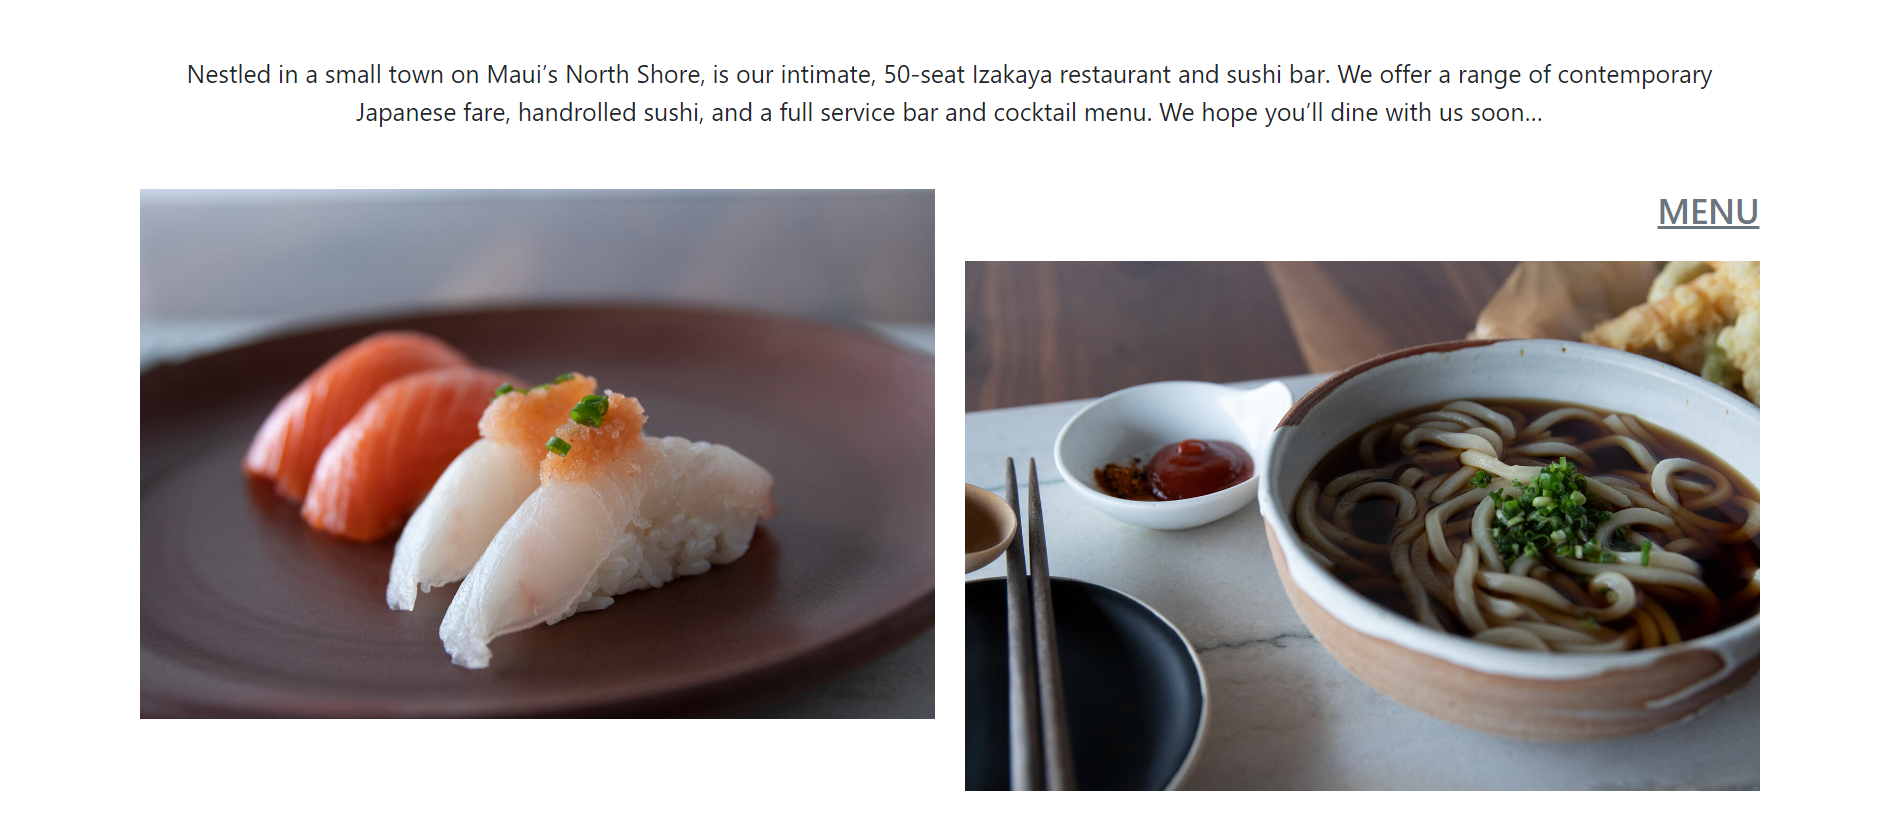 Nestled in a small town on Maui’s North Shore, is our intimate, 50-seat Izakaya restaurant and sushi bar. We offer a range of contemporary
Japanese fare, handrolled sushi, and a full service bar and cocktail menu. We hope you’ll dine with us soon...
MENU